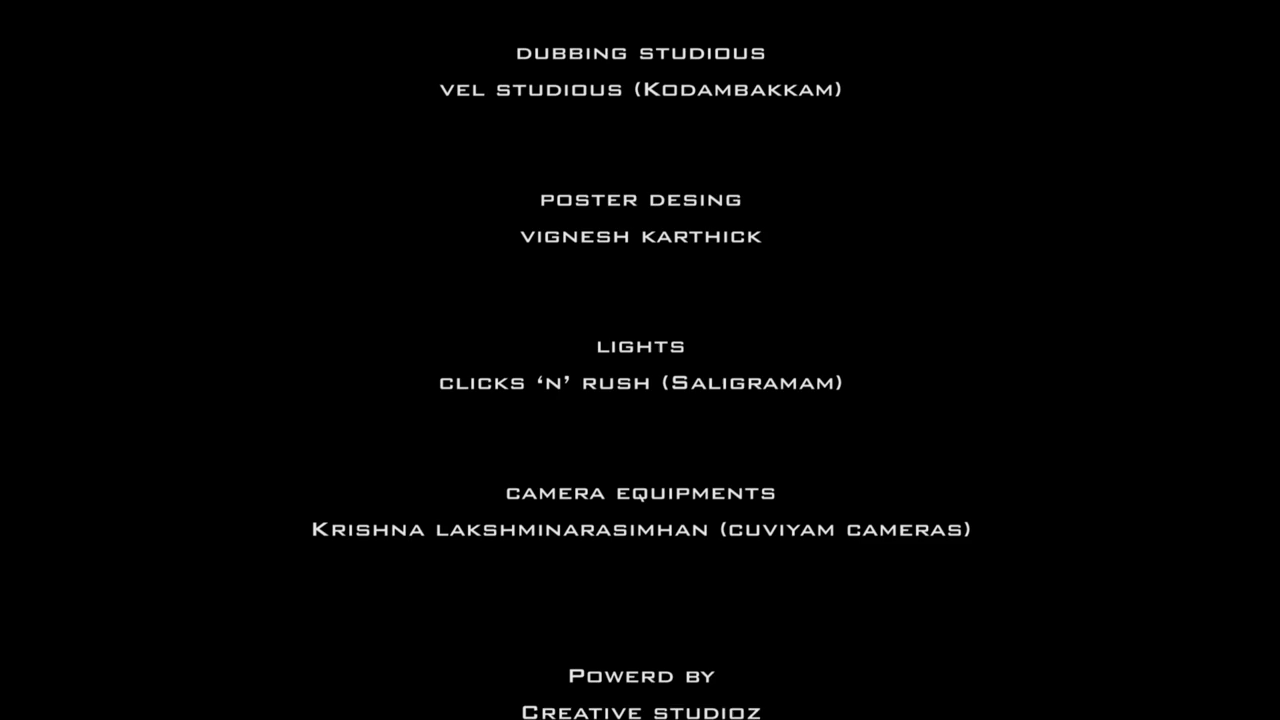 DUBBING STUDIOUS
VEL STUDIOUS (KODAMBAKKAM)
POSTER DESING
VIGNESH KARTHICK
LIGHTS
CLICKS ‘N’ RUSH (SALIGRAMAM)
CAMERA EQUIPMENTS
KRISHNA LAKSHMINARASIMHAN (CUVIYAM CAMERAS)
POWERD BY
CREATIVE STUDIOZ